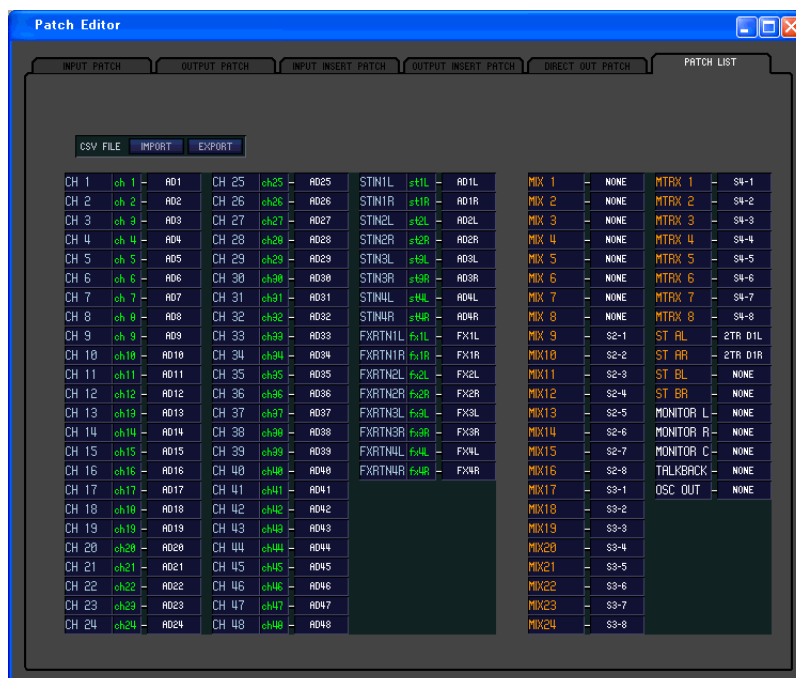 Patch Editor
INPUT PATCH OUTPUT PATCH INPUT INSERT PATCH OUTPUT INSERT PATCH DIRECT OUT PATCH PATCH LIST
CSV FILE IMPORT EXPORT
CH 1 ch 1 – AD1 CH 25 ch25 – AD25 STIN1L st1L – AD1L MIX 1 – NONE MTRX 1 – S4-1
CH 2 ch 2 – AD2 CH 26 ch26 – AD26 STIN1R st1R – AD1R MIX 2 – NONE MTRX 2 – S4-2
CH 3 ch 3 – AD3 CH 27 ch27 – AD27 STIN2L st2L – AD2L MIX 3 – NONE MTRX 3 – S4-3
CH 4 ch 4 – AD4 CH 28 ch28 – AD28 STIN2R st2R – AD2R MIX 4 – NONE MTRX 4 – S4-4
CH 5 ch 5 – AD5 CH 29 ch29 – AD29 STIN3L st3L – AD3L MIX 5 – NONE MTRX 5 – S4-5
CH 6 ch 6 – AD6 CH 30 ch30 – AD30 STIN3R st3R – AD3R MIX 6 – NONE MTRX 6 – S4-6
CH 7 ch 7 – AD7 CH 31 ch31 – AD31 STIN4L st4L – AD4L MIX 7 – NONE MTRX 7 – S4-7
CH 8 ch 8 – AD8 CH 32 ch32 – AD32 STIN4R st4R – AD4R MIX 8 – NONE MTRX 8 – S4-8
CH 9 ch 9 – AD9 CH 33 ch33 – AD33 FXRTN1L fx1L – FX1L MIX 9 – S2-1 ST AL – 2TR D1L
CH 10 ch10 – AD10 CH 34 ch34 – AD34 FXRTN1R fx1R – FX1R MIX10 – S2-2 ST AR – 2TR D1R
CH 11 ch11 – AD11 CH 35 ch35 – AD35 FXRTN2L fx2L – FX2L MIX11 – S2-3 ST BL – NONE
CH 12 ch12 – AD12 CH 36 ch36 – AD36 FXRTN2R fx2R – FX2R MIX12 – S2-4 ST BR – NONE
CH 13 ch13 – AD13 CH 37 ch37 – AD37 FXRTN3L fx3L – FX3L MIX13 – S2-5 MONITOR L – NONE
CH 14 ch14 – AD14 CH 38 ch38 – AD38 FXRTN3R fx3R – FX3R MIX14 – S2-6 MONITOR R – NONE
CH 15 ch15 – AD15 CH 39 ch39 – AD39 FXRTN4L fx4L – FX4L MIX15 – S2-7 MONITOR C – NONE
CH 16 ch16 – AD16 CH 40 ch40 – AD40 FXRTN4R fx4R – FX4R MIX16 – S2-8 TALKBACK – NONE
CH 17 ch17 – AD17 CH 41 ch41 – AD41 MIX17 – S3-1 OSC OUT – NONE
CH 18 ch18 – AD18 CH 42 ch42 – AD42 MIX18 – S3-2
CH 19 ch19 – AD19 CH 43 ch43 – AD43 MIX19 – S3-3
CH 20 ch20 – AD20 CH 44 ch44 – AD44 MIX20 – S3-4
CH 21 ch21 – AD21 CH 45 ch45 – AD45 MIX21 – S3-5
CH 22 ch22 – AD22 CH 46 ch46 – AD46 MIX22 – S3-6
CH 23 ch23 – AD23 CH 47 ch47 – AD47 MIX23 – S3-7
CH 24 ch24 – AD24 CH 48 ch48 – AD48 MIX24 – S3-8